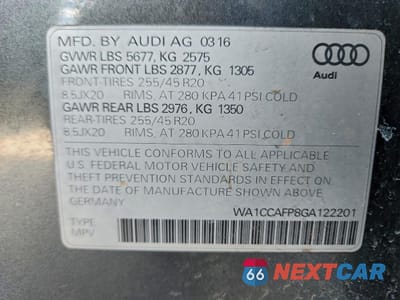 MFD. BY AUDI AG 03.16
GVWR LBS 5677, KG 2575
GAWR FRONT LBS 2877, KG 1305
FRONT-TIRES 255/45 R20
8.5JX20 RIMS, AT 280 KPA 41 PSI COLD
GAWR REAR LBS 2976, KG 1350
REAR-TIRES 255/45 R20
8.5JX20 RIMS, AT 280 KPA 41 PSI COLD
THIS VEHICLE CONFORMS TO ALL APPLICABLE
U.S. FEDERAL MOTOR VEHICLE SAFETY AND
THEFT PREVENTION STANDARDS IN EFFECT ON THE
DATE OF MANUFACTURE SHOWN ABOVE.
WA1CCAFP8GA122201
TYPE:
MPV
Audi
66 NEXTCAR